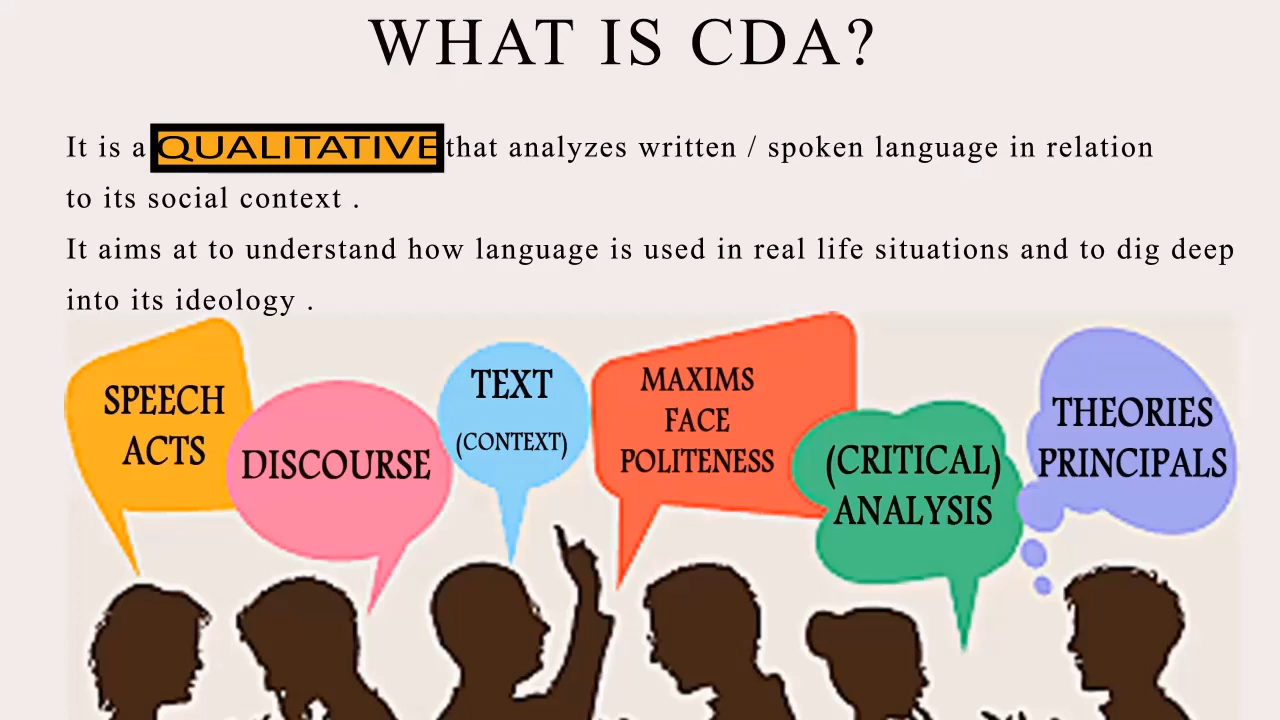 WHAT IS CDA?
It is a QUALITATIVE that analyzes written / spoken language in relation
to its social context .
It aims at to understand how language is used in real life situations and to dig deep
into its ideology .
SPEECH
ACTS
DISCOURSE
TEXT
(CONTEXT)
MAXIMS
FACE
POLITENESS
(CRITICAL)
ANALYSIS
THEORIES
PRINCIPALS